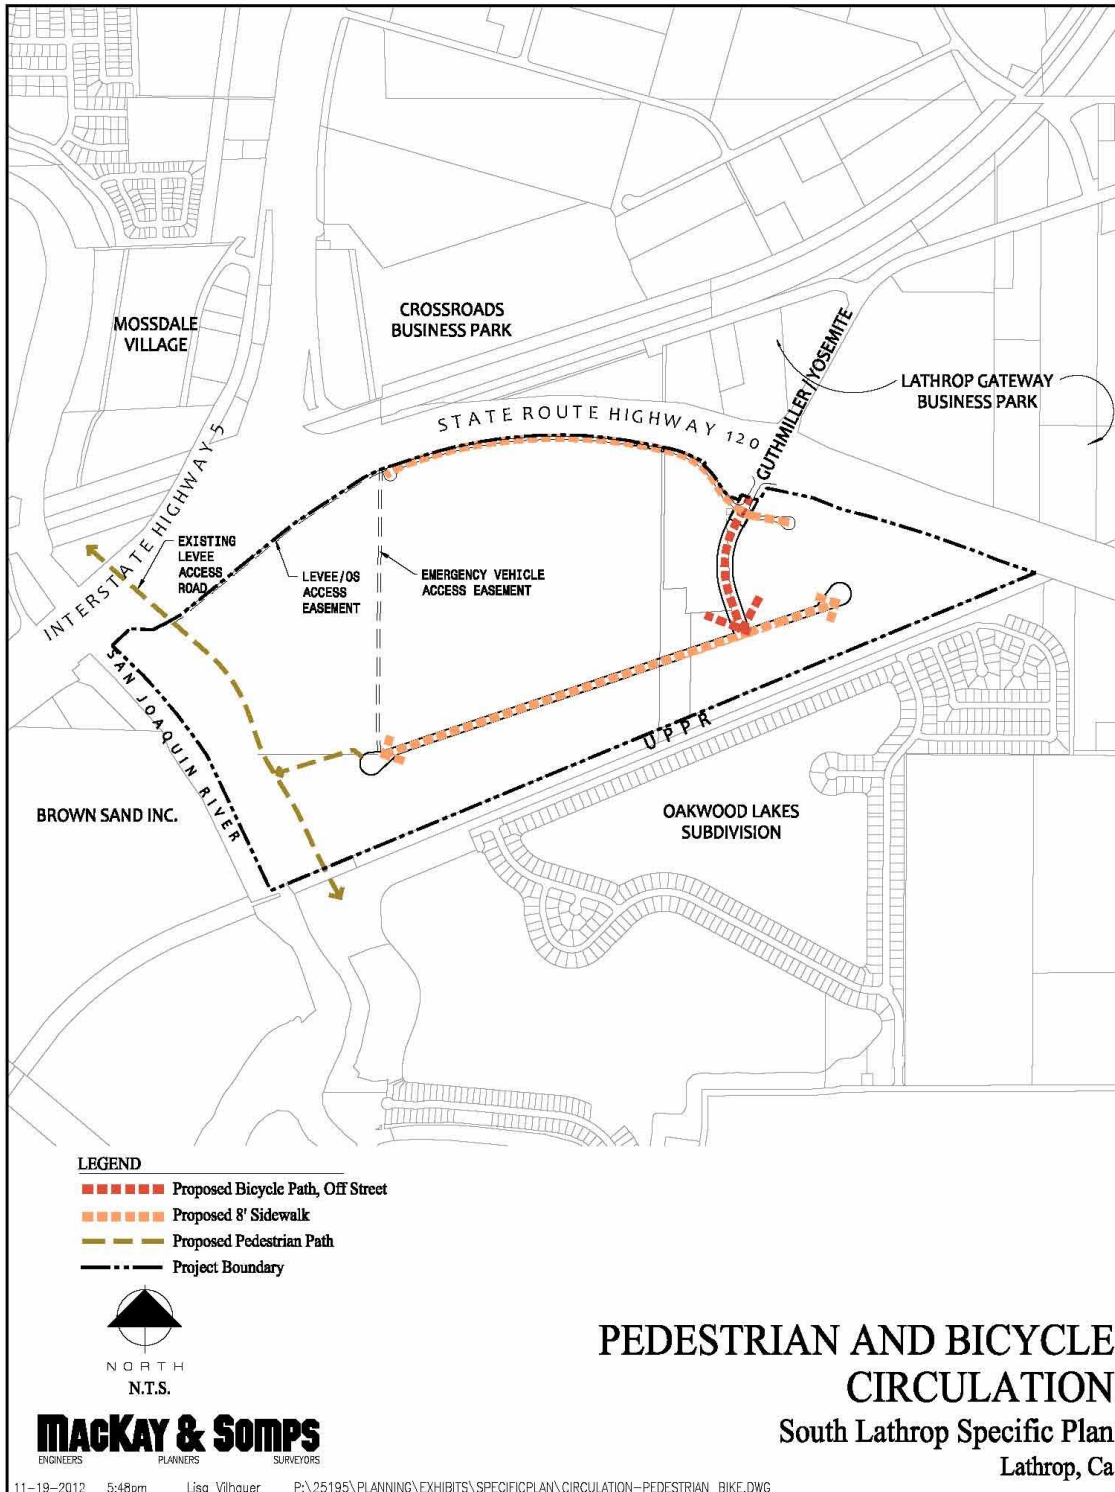 MOSSDALE
VILLAGE
CROSSROADS
BUSINESS PARK
LATHROP GATEWAY
BUSINESS PARK
GUTHMILLER/YOSEMITE
STATE ROUTE HIGHWAY 120
INTERSTATE HIGHWAY 5
EXISTING
LEVEE
ACCESS
ROAD
LEVEE/OS
ACCESS
EASEMENT
EMERGENCY VEHICLE
ACCESS EASEMENT
SAN JOAQUIN RIVER
UPPR
BROWN SAND INC.
OAKWOOD LAKES
SUBDIVISION
LEGEND
Proposed Bicycle Path, Off Street
Proposed 8' Sidewalk
Proposed Pedestrian Path
Project Boundary
NORTH
N.T.S.
PEDESTRIAN AND BICYCLE
CIRCULATION
South Lathrop Specific Plan
Lathrop, Ca
MACKAY & SOMPS
ENGINEERS PLANNERS SURVEYORS
11-19-2012 5:48pm Lisa Vilhauer P:\25195\PLANNING\EXHIBITS\SPECIFICPLAN\CIRCULATION-PEDESTRIAN_BIKE.DWG